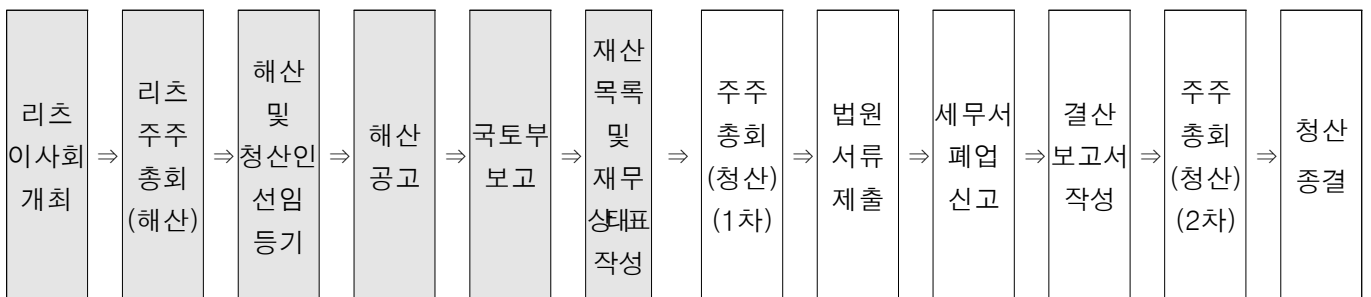 리츠
이사회
개최
⇒
리츠
주주
총회
(해산)
⇒
해산
및
청산인
선임
등기
⇒
해산
공고
⇒
국토부
보고
⇒
재산
목록
및
재무
상태표
작성
⇒
주주
총회
(청산)
(1차)
⇒
법원
서류
제출
⇒
세무서
폐업
신고
⇒
결산
보고서
작성
⇒
주주
총회
(청산)
(2차)
⇒
청산
종결